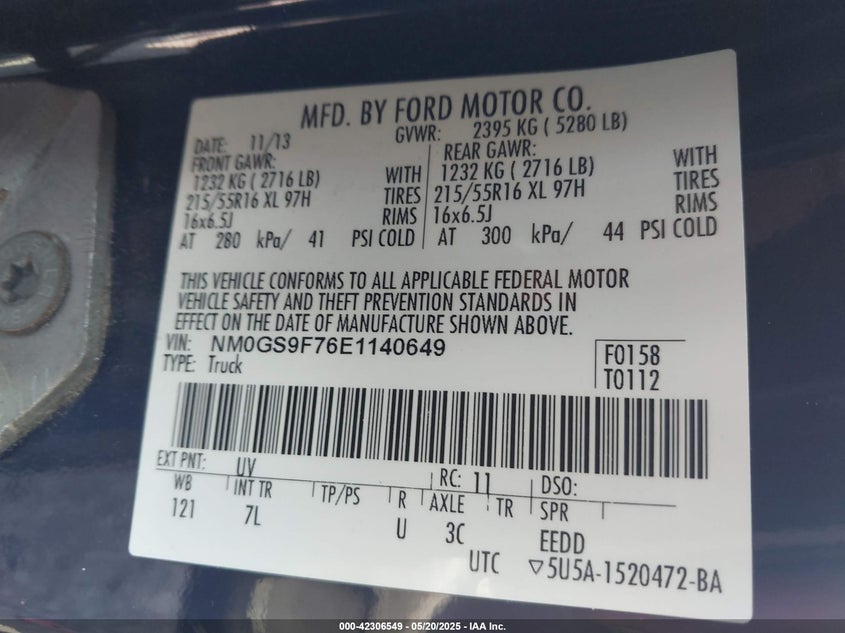 MFD. BY FORD MOTOR CO.
DATE: 11/13 GVWR: 2395 KG ( 5280 LB)
FRONT GAWR: REAR GAWR:
1232 KG ( 2716 LB) WITH 1232 KG ( 2716 LB) WITH
215/55R16 XL 97H TIRES 215/55R16 XL 97H TIRES
16x6.5J RIMS 16x6.5J RIMS
AT 280 kPa/ 41 PSI COLD AT 300 kPa/ 44 PSI COLD
THIS VEHICLE CONFORMS TO ALL APPLICABLE FEDERAL MOTOR
VEHICLE SAFETY AND THEFT PREVENTION STANDARDS IN
EFFECT ON THE DATE OF MANUFACTURE SHOWN ABOVE.
VIN: NM0GS9F76E1140649 F0158
TYPE: Truck T0112
EXT PNT: UV RC: 11 DSO:
WB INT TR TP/PS R AXLE TR SPR
121 7L U 3C EEDD
UTC ▽5U5A-1520472-BA
000-42306549 - 05/20/2025 - IAA Inc.